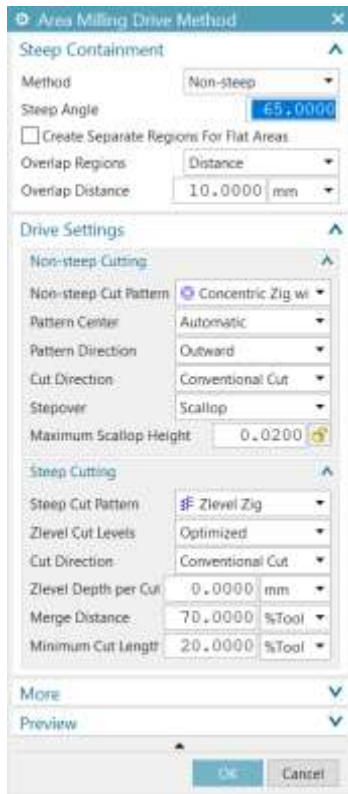 Area Milling Drive Method
Steep Containment
Method Non-steep
Steep Angle 65.0000
Create Separate Regions For Flat Areas
Overlap Regions Distance
Overlap Distance 10.0000 mm
Drive Settings
Non-steep Cutting
Non-steep Cut Pattern Concentric Zig wi
Pattern Center Automatic
Pattern Direction Outward
Cut Direction Conventional Cut
Stepover Scallop
Maximum Scallop Height 0.0200
Steep Cutting
Steep Cut Pattern Zlevel Zig
Zlevel Cut Levels Optimized
Cut Direction Conventional Cut
Zlevel Depth per Cut 0.0000 mm
Merge Distance 70.0000 %Tool
Minimum Cut Length 20.0000 %Tool
More
Preview
OK Cancel